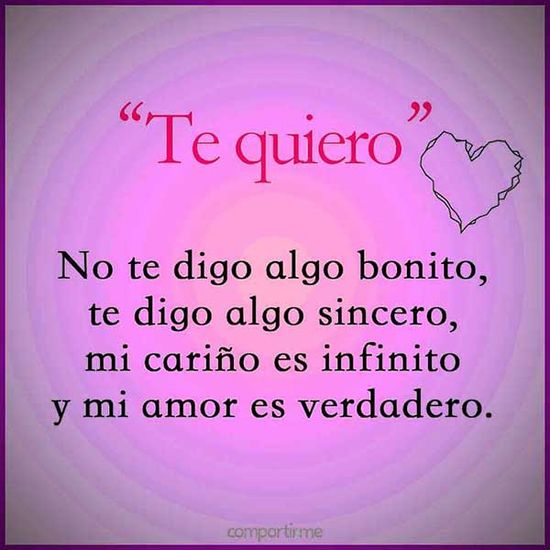 “Te quiero”
No te digo algo bonito,
te digo algo sincero,
mi cariño es infinito
y mi amor es verdadero.
compartir.me